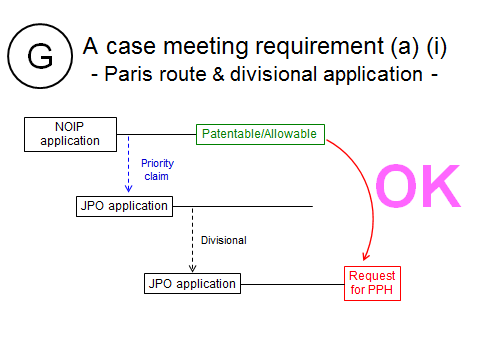 G
A case meeting requirement (a) (i)
- Paris route & divisional application -
NOIP
application
Patentable/Allowable
Priority
claim
OK
JPO application
Divisional
JPO application
Request
for PPH